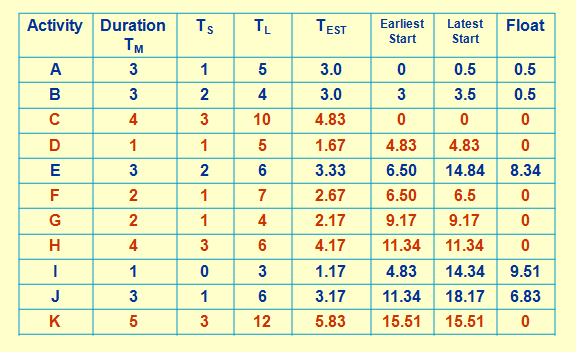 Activity Duration TM TS TL TEST Earliest Start Latest Start Float
A 3 1 5 3.0 0 0.5 0.5
B 3 2 4 3.0 3 3.5 0.5
C 4 3 10 4.83 0 0 0
D 1 1 5 1.67 4.83 4.83 0
E 3 2 6 3.33 6.50 14.84 8.34
F 2 1 7 2.67 6.50 6.5 0
G 2 1 4 2.17 9.17 9.17 0
H 4 3 6 4.17 11.34 11.34 0
I 1 0 3 1.17 4.83 14.34 9.51
J 3 1 6 3.17 11.34 18.17 6.83
K 5 3 12 5.83 15.51 15.51 0